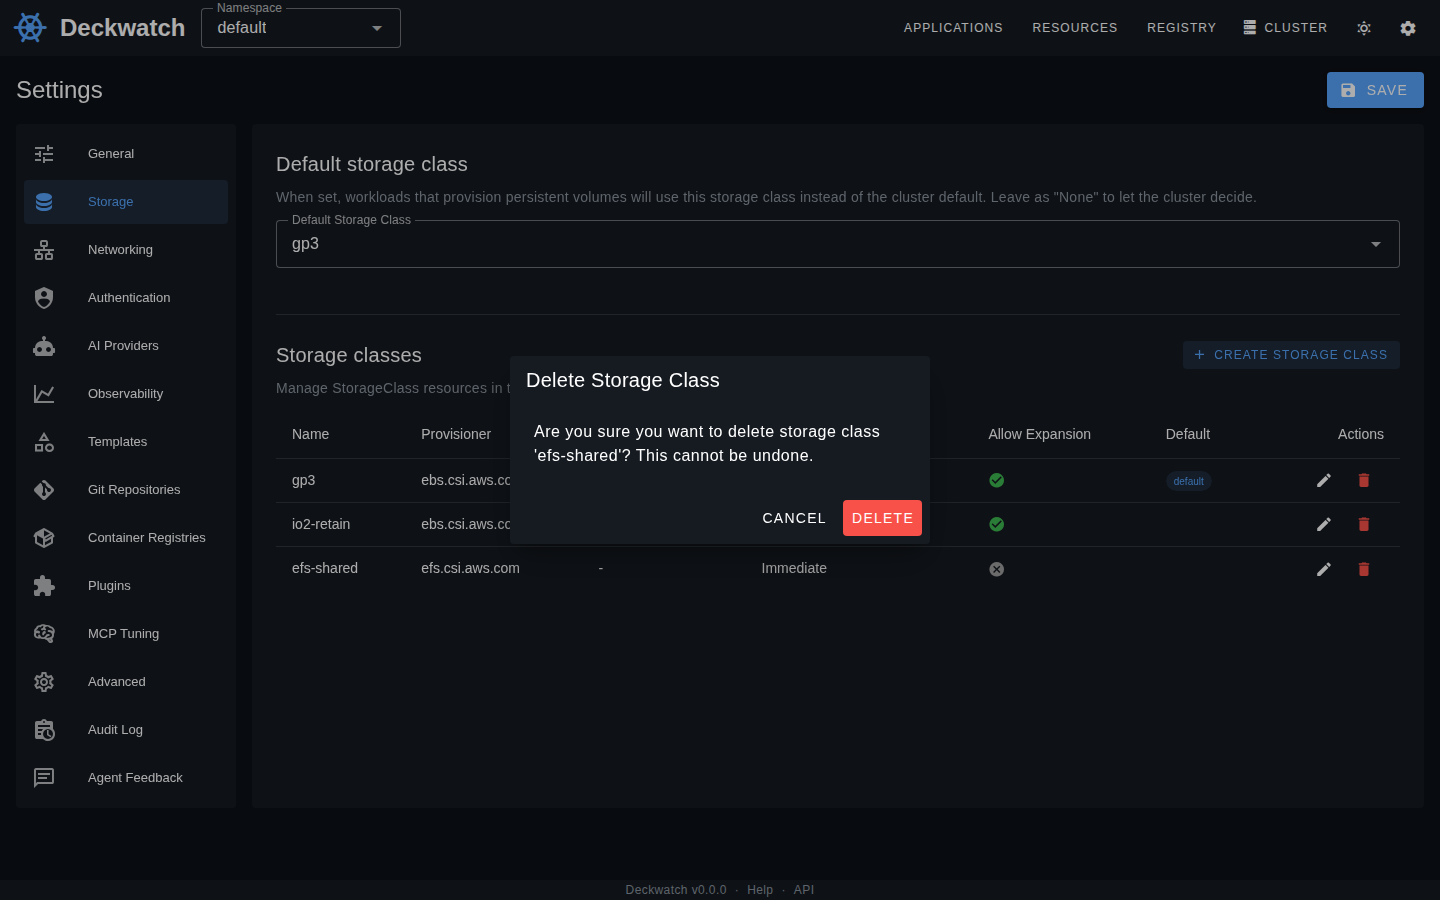 Deckwatch
Namespace
default
APPLICATIONS
RESOURCES
REGISTRY
CLUSTER
Settings
SAVE
General
Storage
Networking
Authentication
AI Providers
Observability
Templates
Git Repositories
Container Registries
Plugins
MCP Tuning
Advanced
Audit Log
Agent Feedback
Default storage class
When set, workloads that provision persistent volumes will use this storage class instead of the cluster default. Leave as "None" to let the cluster decide.
Default Storage Class
gp3
Storage classes
CREATE STORAGE CLASS
Manage StorageClass resources in
Name Provisioner Allow Expansion Default Actions
gp3 ebs.csi.aws.co default
io2-retain ebs.csi.aws.co
efs-shared efs.csi.aws.com - Immediate
Delete Storage Class
Are you sure you want to delete storage class
'efs-shared'? This cannot be undone.
CANCEL
DELETE
Deckwatch v0.0.0 · Help · API